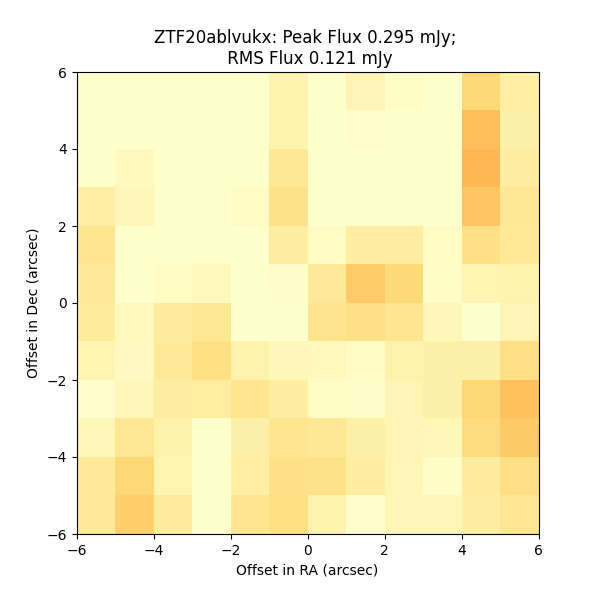 ZTF20ablvukx: Peak Flux 0.295 mJy;
RMS Flux 0.121 mJy
6
4
2
0
−2
−4
−6
Offset in Dec (arcsec)
−6 −4 −2 0 2 4 6
Offset in RA (arcsec)